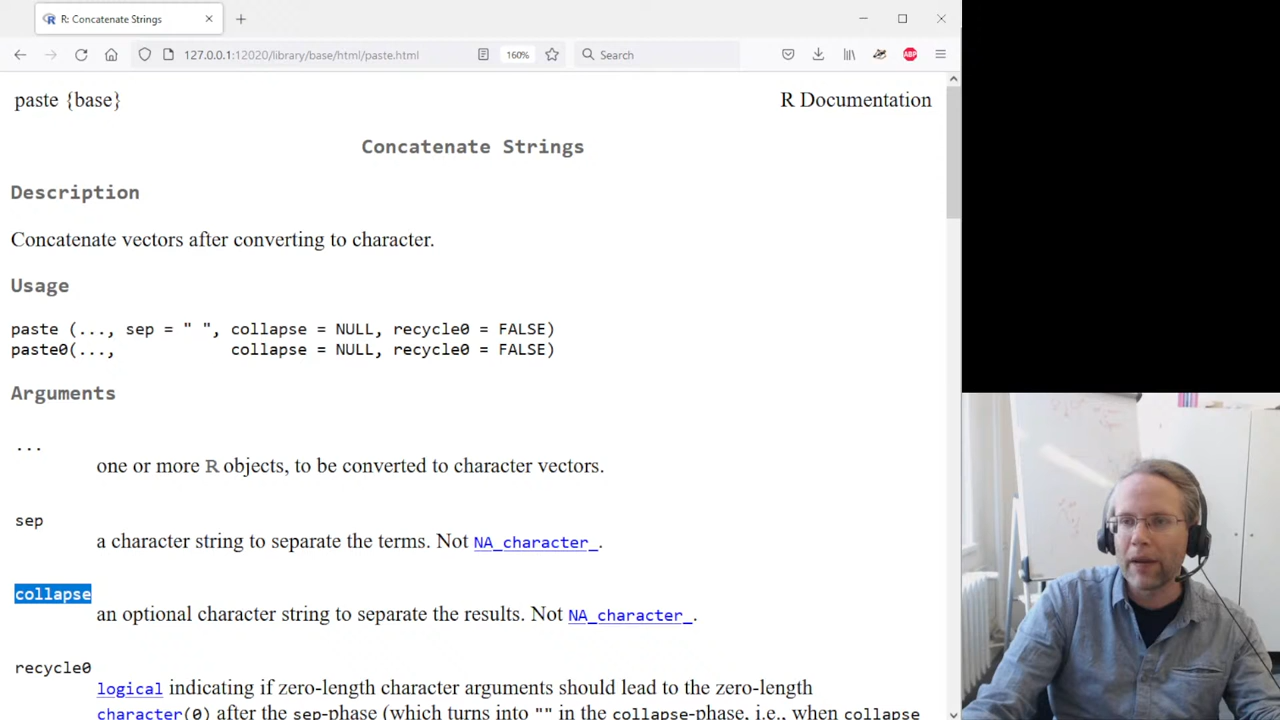 R: Concatenate Strings
127.0.0.1:12020/library/base/html/paste.html
160%
Search
ABP
paste {base}
R Documentation
Concatenate Strings
Description
Concatenate vectors after converting to character.
Usage
paste (..., sep = " ", collapse = NULL, recycle0 = FALSE)
paste0(...,            collapse = NULL, recycle0 = FALSE)
Arguments
...
one or more R objects, to be converted to character vectors.
sep
a character string to separate the terms. Not NA_character_.
collapse
an optional character string to separate the results. Not NA_character_.
recycle0
logical indicating if zero-length character arguments should lead to the zero-length
character(0) after the sep-phase (which turns into "" in the collapse-phase, i.e., when collapse